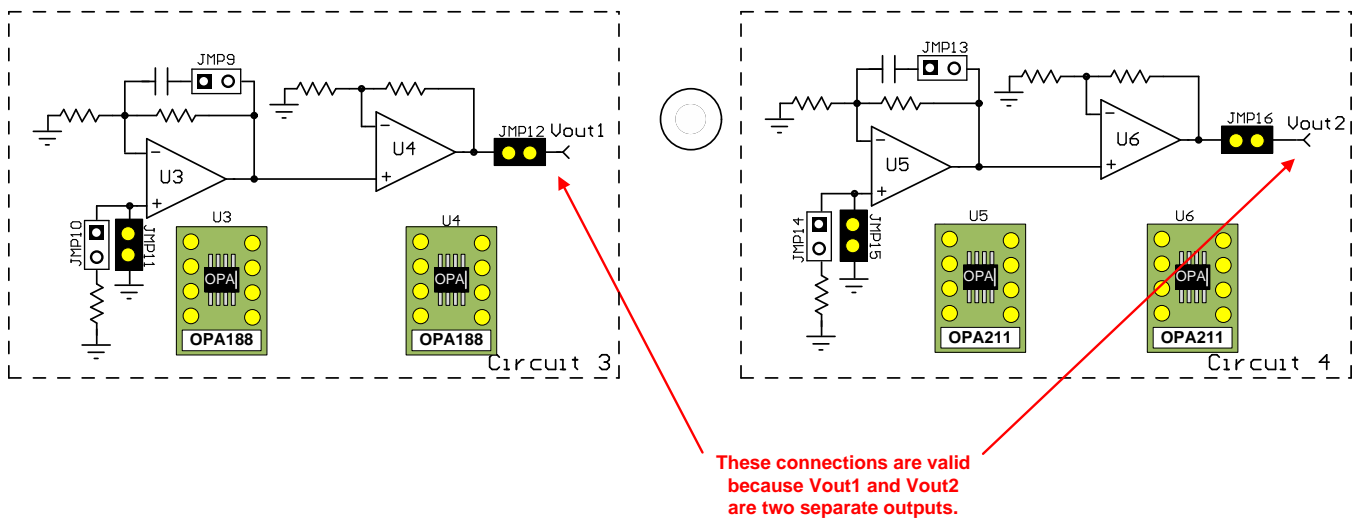 JMP9
JMP12
Vout1
U3
U4
JMP10
JMP11
U3
U4
OPA
OPA
OPA188
OPA188
Circuit 3
JMP13
JMP16
Vout2
U5
U6
JMP14
JMP15
U5
U6
OPA
OPA
OPA211
OPA211
Circuit 4
These connections are valid
because Vout1 and Vout2
are two separate outputs.